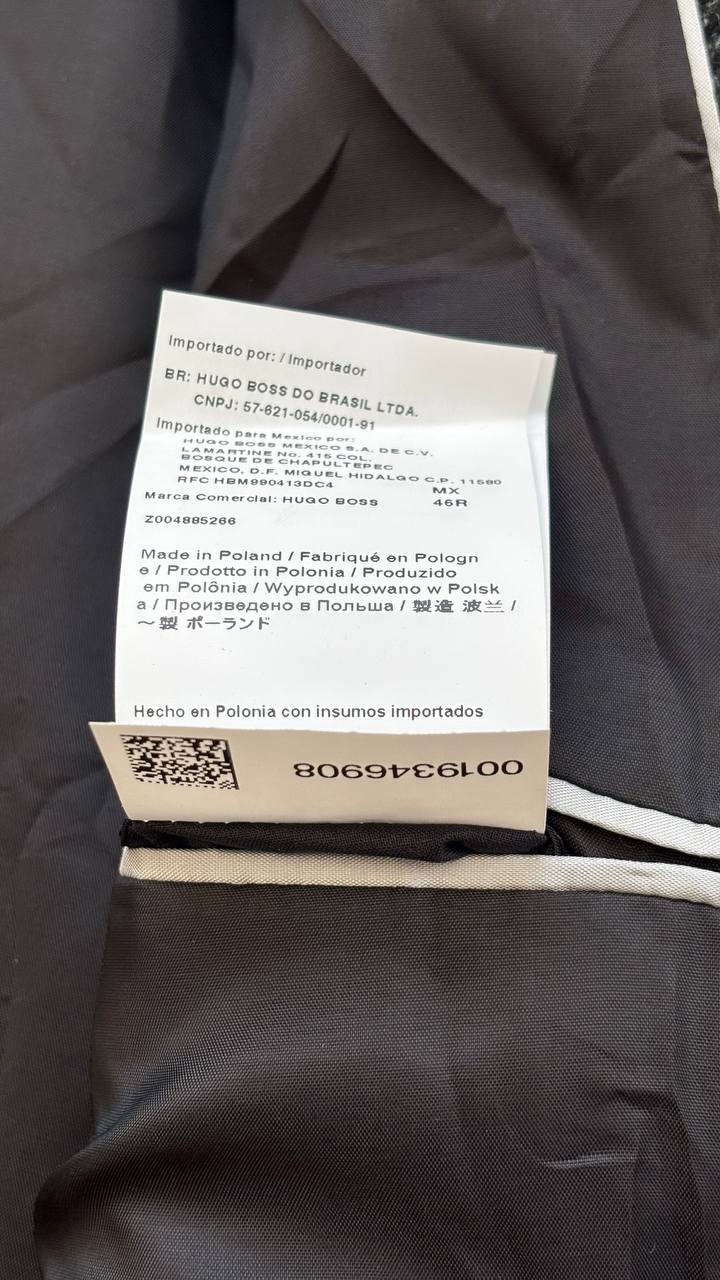 Importado por: / Importador
BR: HUGO BOSS DO BRASIL LTDA.
CNPJ: 57-621-054/0001-91
Importado para Mexico por:
HUGO BOSS MEXICO S.A. DE C.V.
LAMARTINE No. 415 COL.
BOSQUE DE CHAPULTEPEC
MEXICO, D.F. MIGUEL HIDALGO C.P. 11580
RFC HBM990413DC4
MX
Marca Comercial: HUGO BOSS
46R
Z004885266
Made in Poland / Fabriqué en Pologn
e / Prodotto in Polonia / Produzido
em Polônia / Wyprodukowano w Polsk
a / Произведено в Польша / 製造 波兰 /
～製 ポーランド
Hecho en Polonia con insumos importados
0019346908